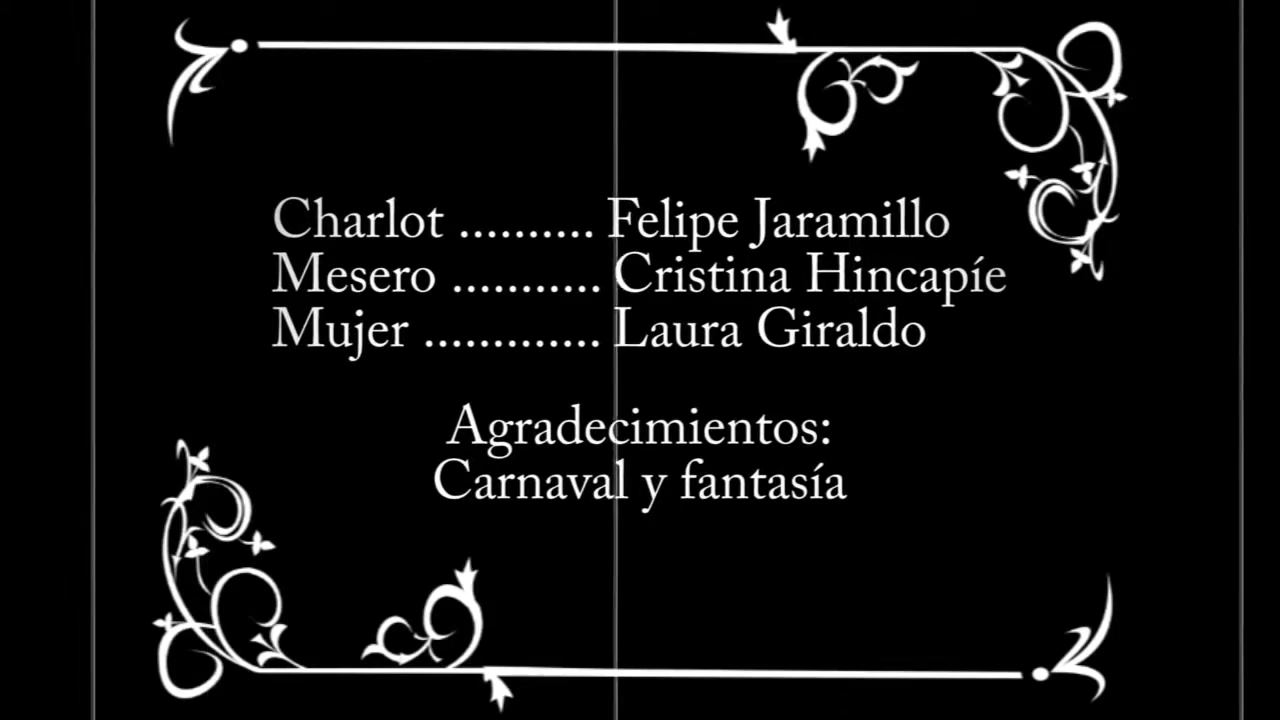 Charlot .......... Felipe Jaramillo
Mesero ........... Cristina Hincapíe
Mujer ............. Laura Giraldo
Agradecimientos:
Carnaval y fantasía